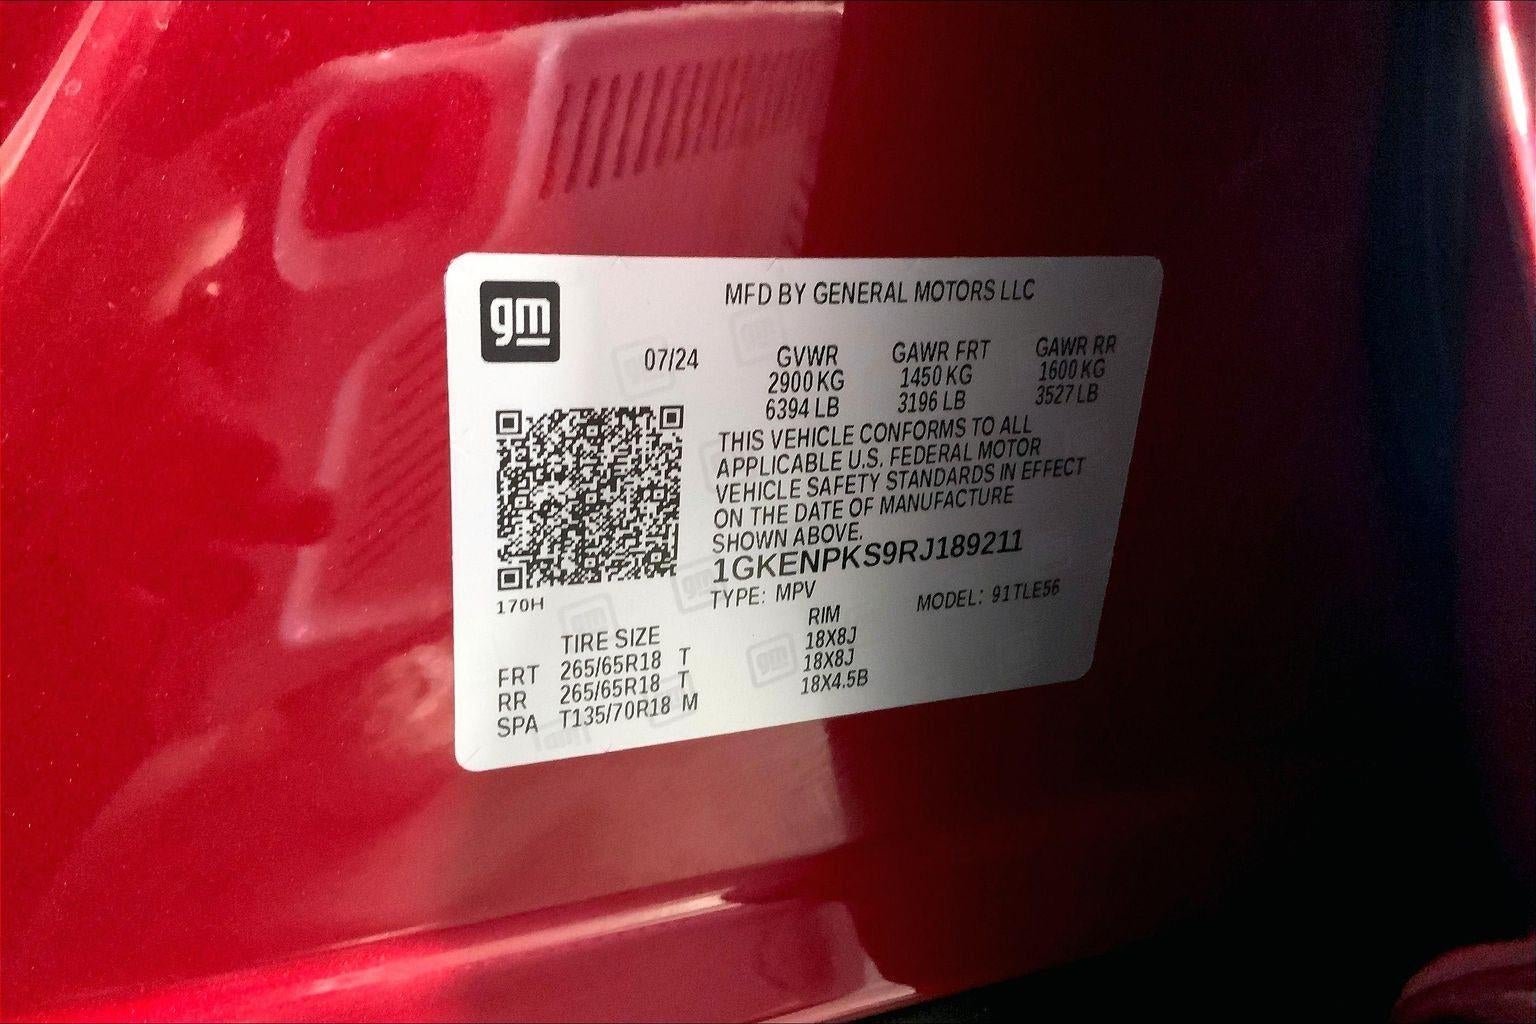 gm
MFD BY GENERAL MOTORS LLC
07/24 GVWR GAWR FRT GAWR RR
2900 KG 1450 KG 1600 KG
6394 LB 3196 LB 3527 LB
THIS VEHICLE CONFORMS TO ALL
APPLICABLE U.S. FEDERAL MOTOR
VEHICLE SAFETY STANDARDS IN EFFECT
ON THE DATE OF MANUFACTURE
SHOWN ABOVE.
1GKENPKS9RJ189211
170H
TYPE: MPV MODEL: 91TLE56
TIRE SIZE RIM
FRT 265/65R18 T 18X8J
RR 265/65R18 T 18X8J
SPA T135/70R18 M 18X4.5B